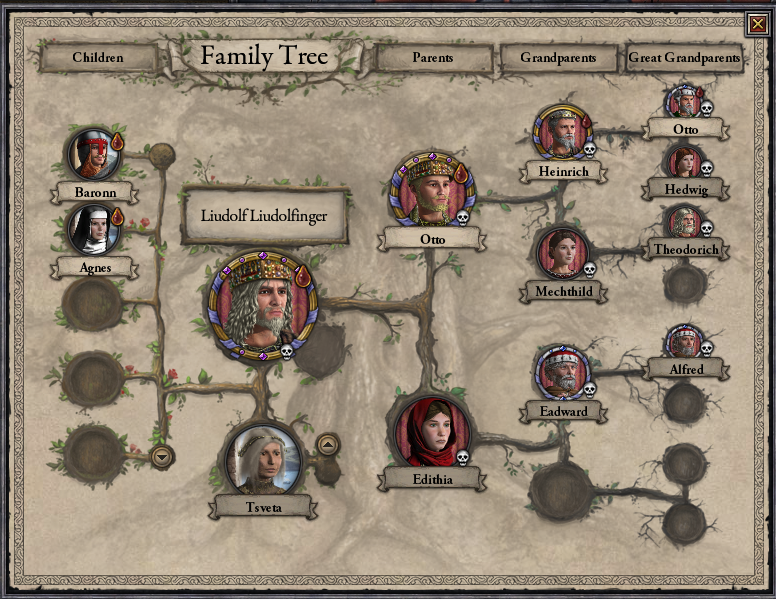 Children
Family Tree
Parents
Grandparents
Great Grandparents
Baronn
Agnes
Liudolf Liudolfinger
Tsveta
Otto
Edithia
Heinrich
Mechthild
Eadward
Otto
Hedwig
Theodorich
Alfred